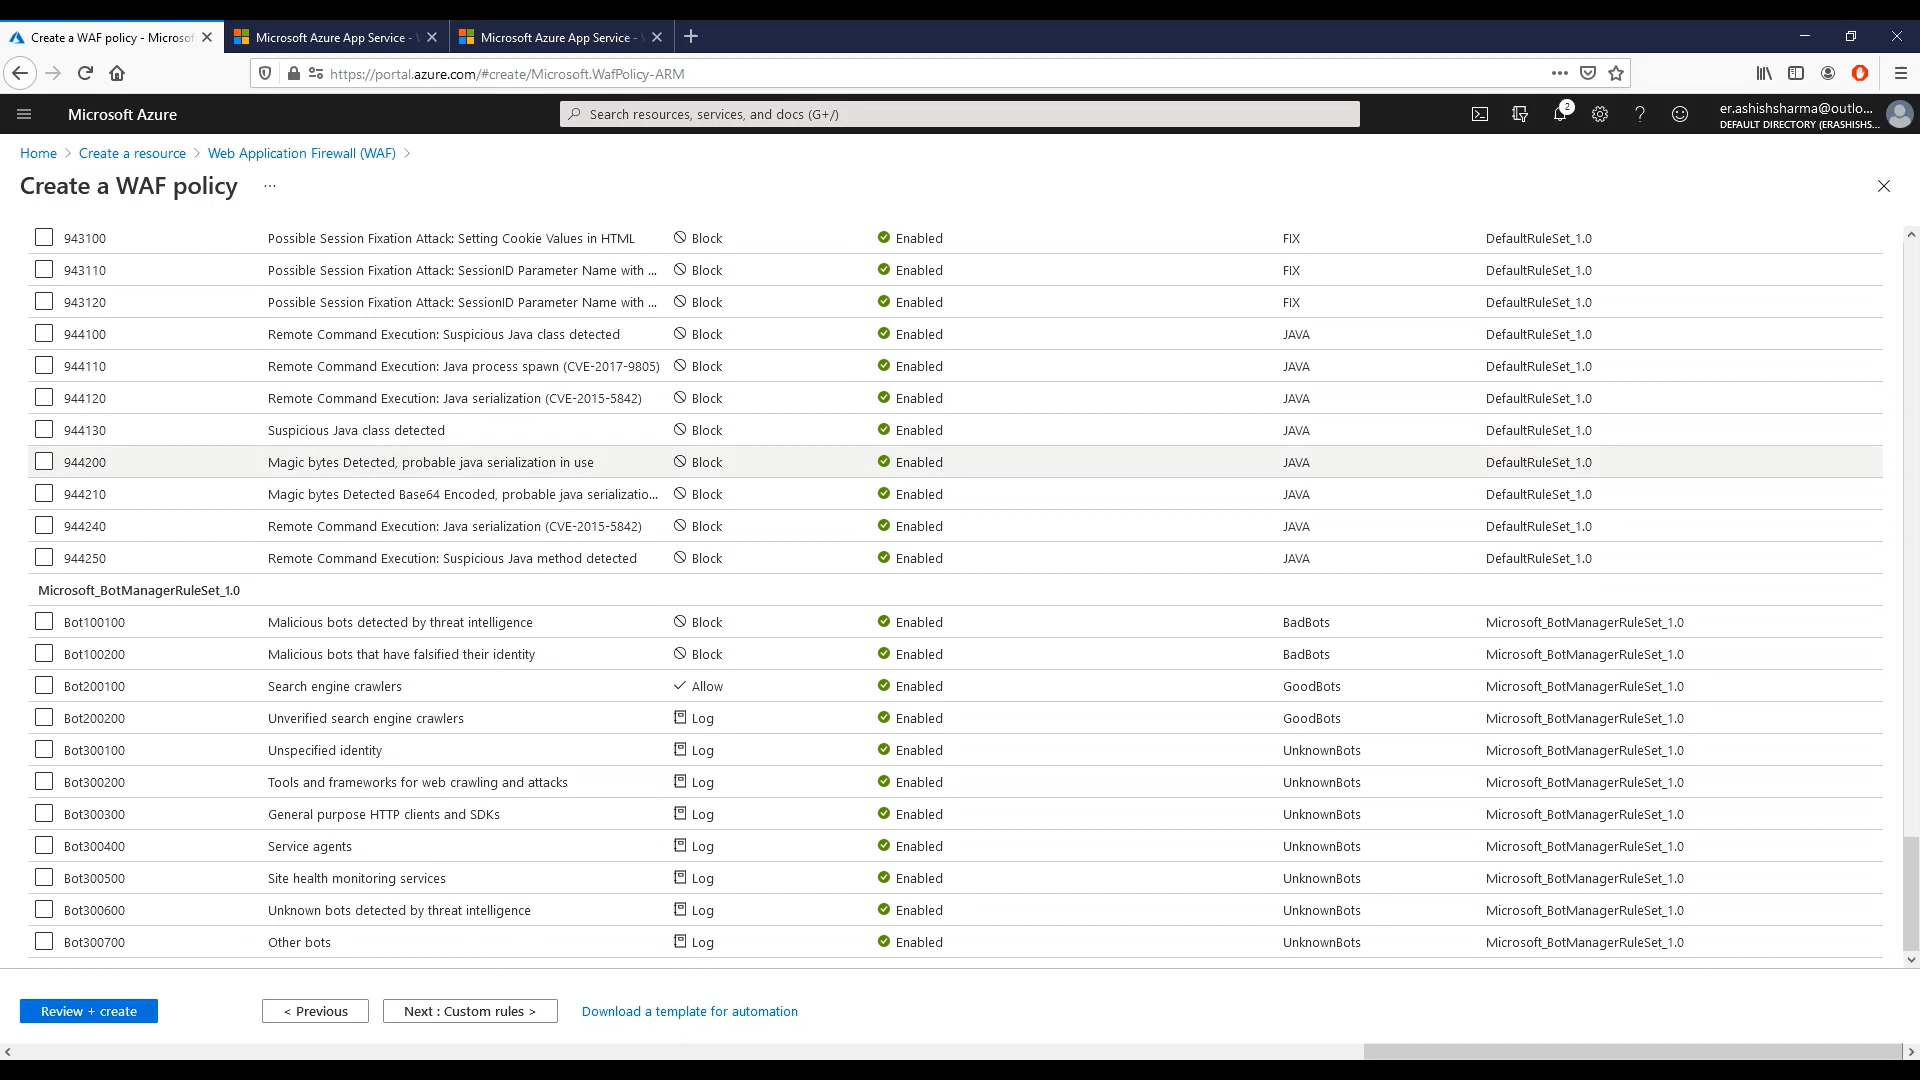 Create a WAF policy - Microsof
Microsoft Azure App Service -
Microsoft Azure App Service -
https://portal.azure.com/#create/Microsoft.WafPolicy-ARM
Microsoft Azure
Search resources, services, and docs (G+/)
2
er.ashishsharma@outlo...
DEFAULT DIRECTORY (ERASHISHS...
Home > Create a resource > Web Application Firewall (WAF) >
Create a WAF policy ...
943100 Possible Session Fixation Attack: Setting Cookie Values in HTML Block Enabled FIX DefaultRuleSet_1.0
943110 Possible Session Fixation Attack: SessionID Parameter Name with ... Block Enabled FIX DefaultRuleSet_1.0
943120 Possible Session Fixation Attack: SessionID Parameter Name with ... Block Enabled FIX DefaultRuleSet_1.0
944100 Remote Command Execution: Suspicious Java class detected Block Enabled JAVA DefaultRuleSet_1.0
944110 Remote Command Execution: Java process spawn (CVE-2017-9805) Block Enabled JAVA DefaultRuleSet_1.0
944120 Remote Command Execution: Java serialization (CVE-2015-5842) Block Enabled JAVA DefaultRuleSet_1.0
944130 Suspicious Java class detected Block Enabled JAVA DefaultRuleSet_1.0
944200 Magic bytes Detected, probable java serialization in use Block Enabled JAVA DefaultRuleSet_1.0
944210 Magic bytes Detected Base64 Encoded, probable java serializatio... Block Enabled JAVA DefaultRuleSet_1.0
944240 Remote Command Execution: Java serialization (CVE-2015-5842) Block Enabled JAVA DefaultRuleSet_1.0
944250 Remote Command Execution: Suspicious Java method detected Block Enabled JAVA DefaultRuleSet_1.0
Microsoft_BotManagerRuleSet_1.0
Bot100100 Malicious bots detected by threat intelligence Block Enabled BadBots Microsoft_BotManagerRuleSet_1.0
Bot100200 Malicious bots that have falsified their identity Block Enabled BadBots Microsoft_BotManagerRuleSet_1.0
Bot200100 Search engine crawlers Allow Enabled GoodBots Microsoft_BotManagerRuleSet_1.0
Bot200200 Unverified search engine crawlers Log Enabled GoodBots Microsoft_BotManagerRuleSet_1.0
Bot300100 Unspecified identity Log Enabled UnknownBots Microsoft_BotManagerRuleSet_1.0
Bot300200 Tools and frameworks for web crawling and attacks Log Enabled UnknownBots Microsoft_BotManagerRuleSet_1.0
Bot300300 General purpose HTTP clients and SDKs Log Enabled UnknownBots Microsoft_BotManagerRuleSet_1.0
Bot300400 Service agents Log Enabled UnknownBots Microsoft_BotManagerRuleSet_1.0
Bot300500 Site health monitoring services Log Enabled UnknownBots Microsoft_BotManagerRuleSet_1.0
Bot300600 Unknown bots detected by threat intelligence Log Enabled UnknownBots Microsoft_BotManagerRuleSet_1.0
Bot300700 Other bots Log Enabled UnknownBots Microsoft_BotManagerRuleSet_1.0
Review + create < Previous Next : Custom rules > Download a template for automation